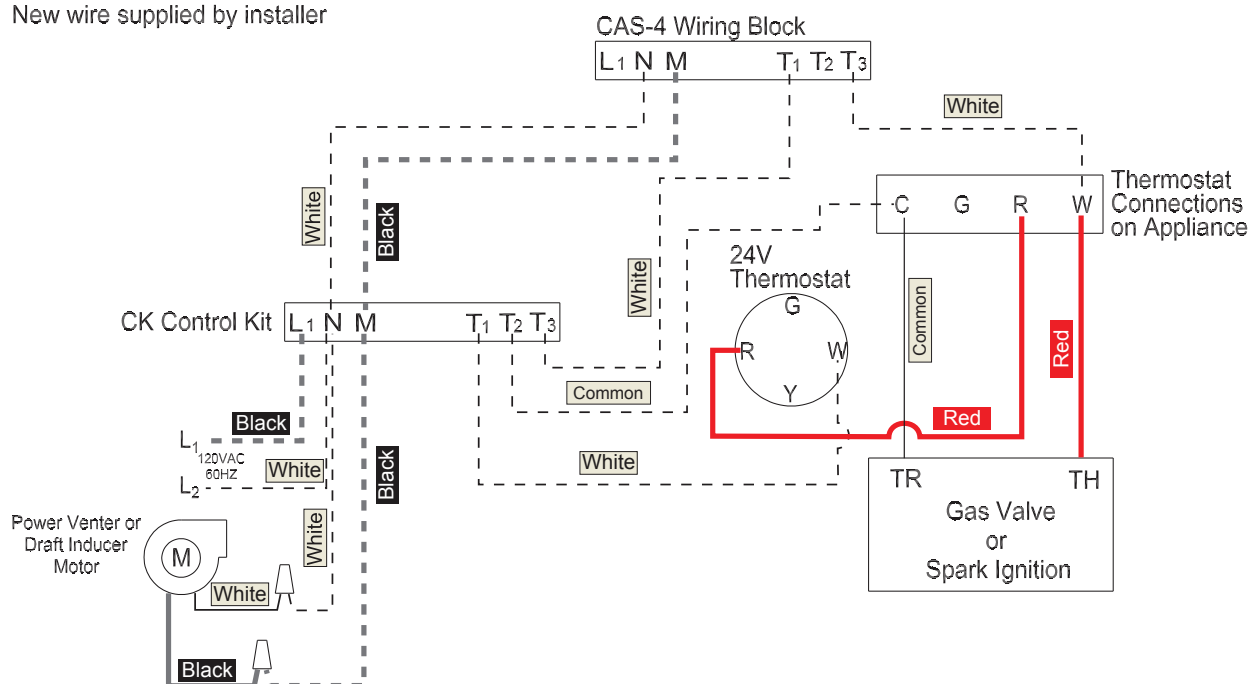 New wire supplied by installer
CAS-4 Wiring Block
L1 N M T1 T2 T3
White
Thermostat
Connections
on Appliance
C G R W
White
Black
White
24V
Thermostat
G
R W
Y
Common
Red
CK Control Kit
L1 N M T1 T2 T3
Common
Red
Black
L1
120VAC
60HZ
L2
White
Black
White
TR TH
Gas Valve
or
Spark Ignition
Power Venter or
Draft Inducer
Motor
M
White
White
Black